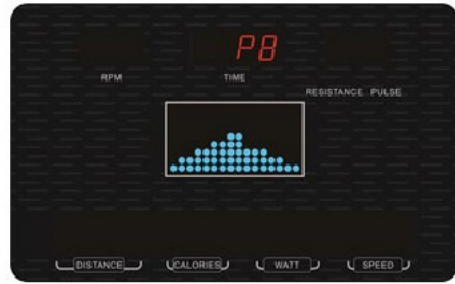 P8
RPM
TIME
RESISTANCE PULSE
DISTANCE
CALORIES
WATT
SPEED